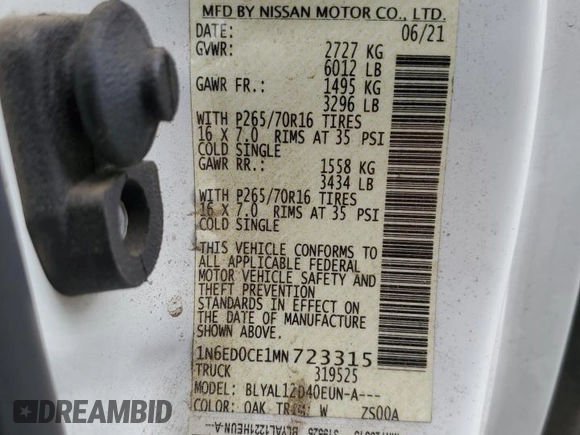 MFD BY NISSAN MOTOR CO., LTD.
DATE: 06/21
GVWR: 2727 KG
6012 LB
GAWR FR.: 1495 KG
3296 LB
WITH P265/70R16 TIRES
16 X 7.0 RIMS AT 35 PSI
COLD SINGLE
GAWR RR.: 1558 KG
3434 LB
WITH P265/70R16 TIRES
16 X 7.0 RIMS AT 35 PSI
COLD SINGLE
THIS VEHICLE CONFORMS TO
ALL APPLICABLE FEDERAL
MOTOR VEHICLE SAFETY AND
THEFT PREVENTION
STANDARDS IN EFFECT ON
THE DATE OF MANUFACTURE
SHOWN ABOVE.
1N6ED0CE1MN723315
TRUCK 319525
MODEL: BLYAL12D40EUN-A---
COLOR: QAK TRIM: W ZS00A